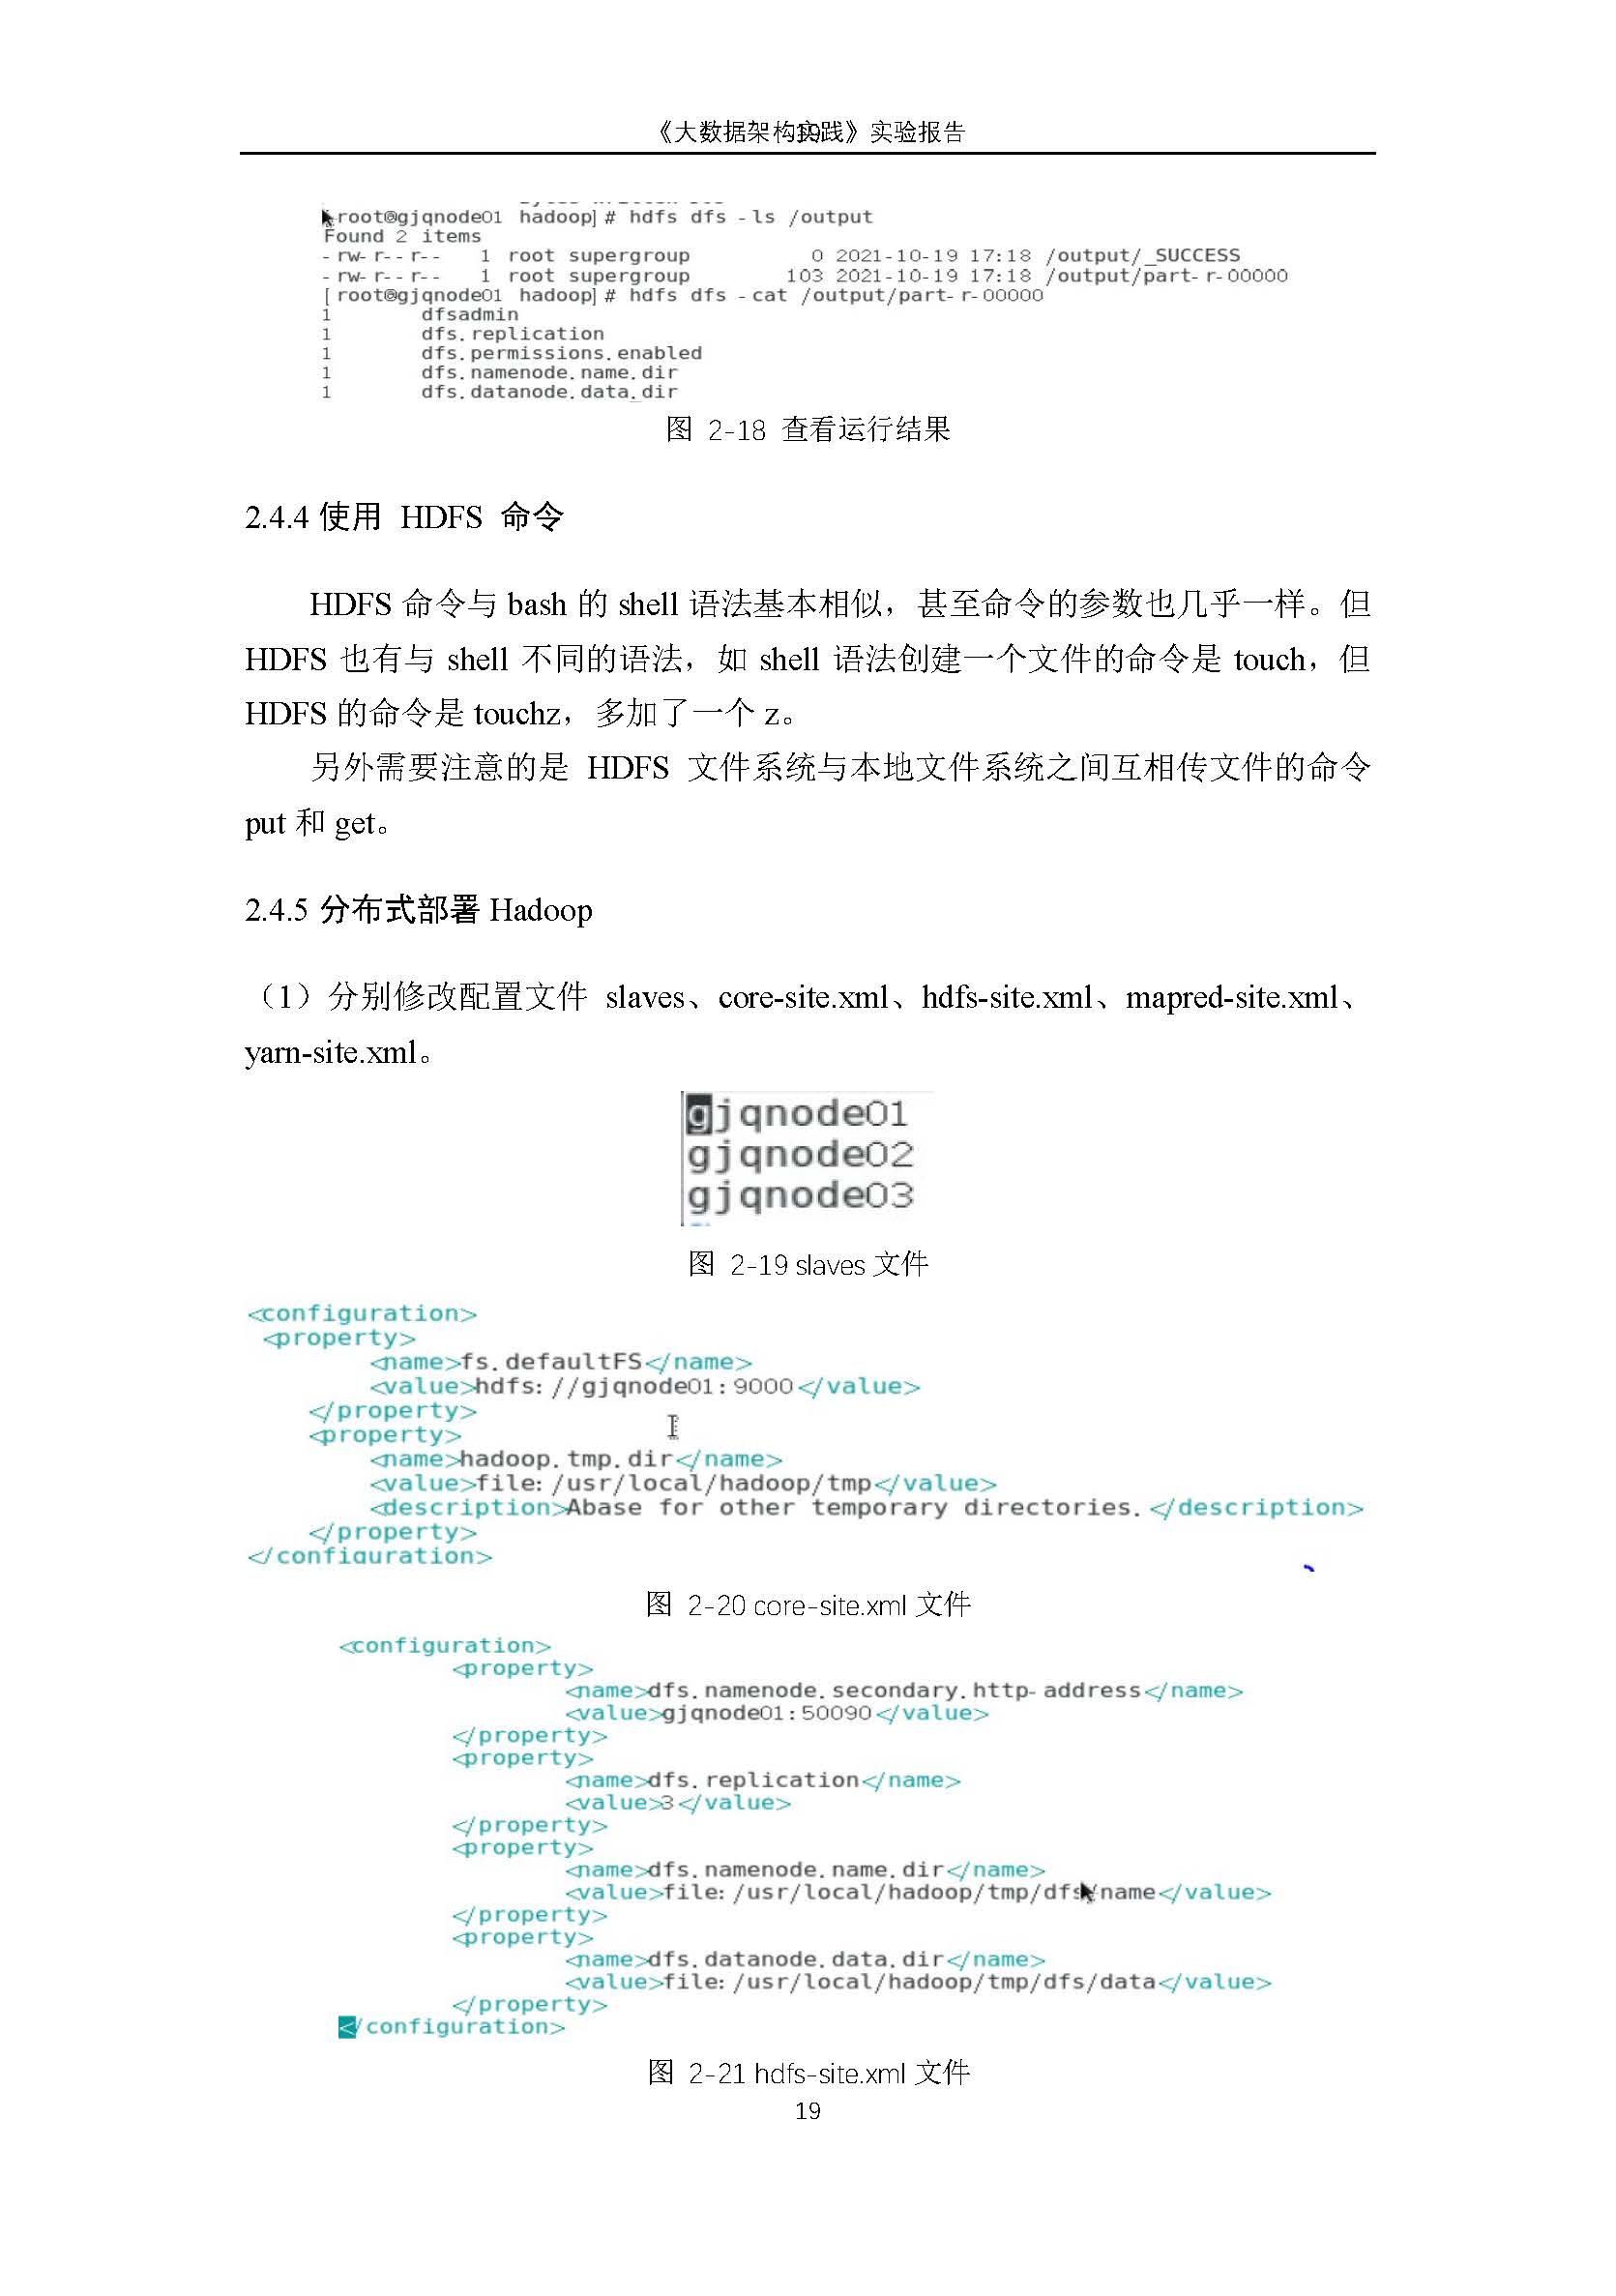 《大数据架构实践》实验报告
[root@gjqnode01 hadoop]# hdfs dfs -ls /output
Found 2 items
-rw-r--r--   1 root supergroup          0 2021-10-19 17:18 /output/_SUCCESS
-rw-r--r--   1 root supergroup        103 2021-10-19 17:18 /output/part-r-00000
[root@gjqnode01 hadoop]# hdfs dfs -cat /output/part-r-00000
1       dfsadmin
1       dfs.replication
1       dfs.permissions.enabled
1       dfs.namenode.name.dir
1       dfs.datanode.data.dir
图 2-18 查看运行结果
2.4.4 使用 HDFS 命令
HDFS 命令与 bash 的 shell 语法基本相似，甚至命令的参数也几乎一样。但
HDFS 也有与 shell 不同的语法，如 shell 语法创建一个文件的命令是 touch，但
HDFS 的命令是 touchz，多加了一个 z。
另外需要注意的是 HDFS 文件系统与本地文件系统之间互相传文件的命令
put 和 get。
2.4.5 分布式部署 Hadoop
（1）分别修改配置文件 slaves、core-site.xml、hdfs-site.xml、mapred-site.xml、
yarn-site.xml。
gjqnode01
gjqnode02
gjqnode03
图 2-19 slaves 文件
<configuration>
<property>
<name>fs.defaultFS</name>
<value>hdfs://gjqnode01:9000</value>
</property>
<property>
<name>hadoop.tmp.dir</name>
<value>file:/usr/local/hadoop/tmp</value>
<description>Abase for other temporary directories.</description>
</property>
</configuration>
图 2-20 core-site.xml 文件
<configuration>
<property>
<name>dfs.namenode.secondary.http-address</name>
<value>gjqnode01:50090</value>
</property>
<property>
<name>dfs.replication</name>
<value>3</value>
</property>
<property>
<name>dfs.namenode.name.dir</name>
<value>file:/usr/local/hadoop/tmp/dfs/name</value>
</property>
<property>
<name>dfs.datanode.data.dir</name>
<value>file:/usr/local/hadoop/tmp/dfs/data</value>
</property>
</configuration>
图 2-21 hdfs-site.xml 文件
19